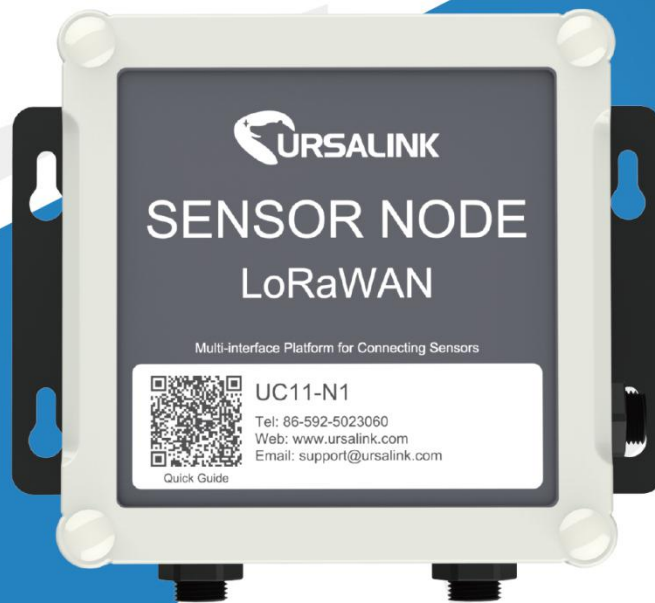 URSALINK
SENSOR NODE
LoRaWAN
Multi-interface Platform for Connecting Sensors
UC11-N1
Tel: 86-592-5023060
Web: www.ursalink.com
Email: support@ursalink.com
Quick Guide